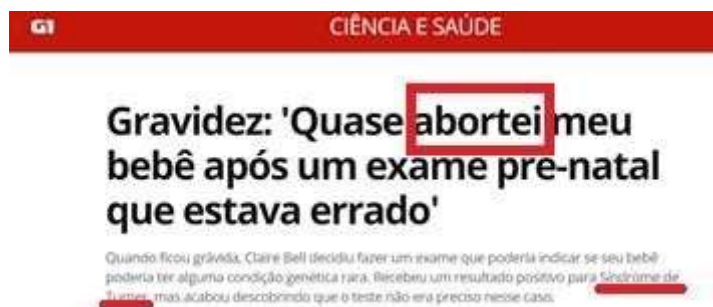 G1
CIÊNCIA E SAÚDE
Gravidez: 'Quase abortei meu
bebê após um exame pré-natal
que estava errado'
Quando ficou grávida, Claire Bell decidiu fazer um exame que poderia indicar se seu bebê
poderia ter alguma condição genética rara. Recebeu um resultado positivo para Síndrome de
Turner, mas acabou descobrindo que o teste não era preciso nesse caso.